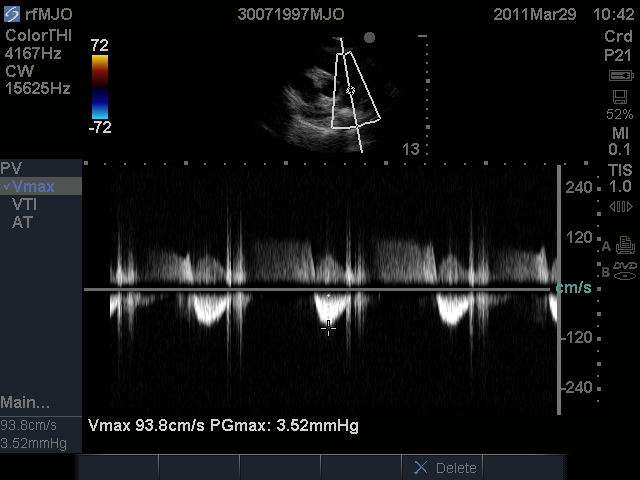 rfMJO 30071997MJO 2011Mar29 10:42
ColorTHI
4167Hz
CW
15625Hz
72
-72
Crd
P21
52%
MI
0.1
TIS
1.0
A
B DVD
13
PV
✓Vmax
VTI
AT
240
120
cm/s
-120
-240
Main...
93.8cm/s
3.52mmHg
Vmax 93.8cm/s PGmax: 3.52mmHg
Delete